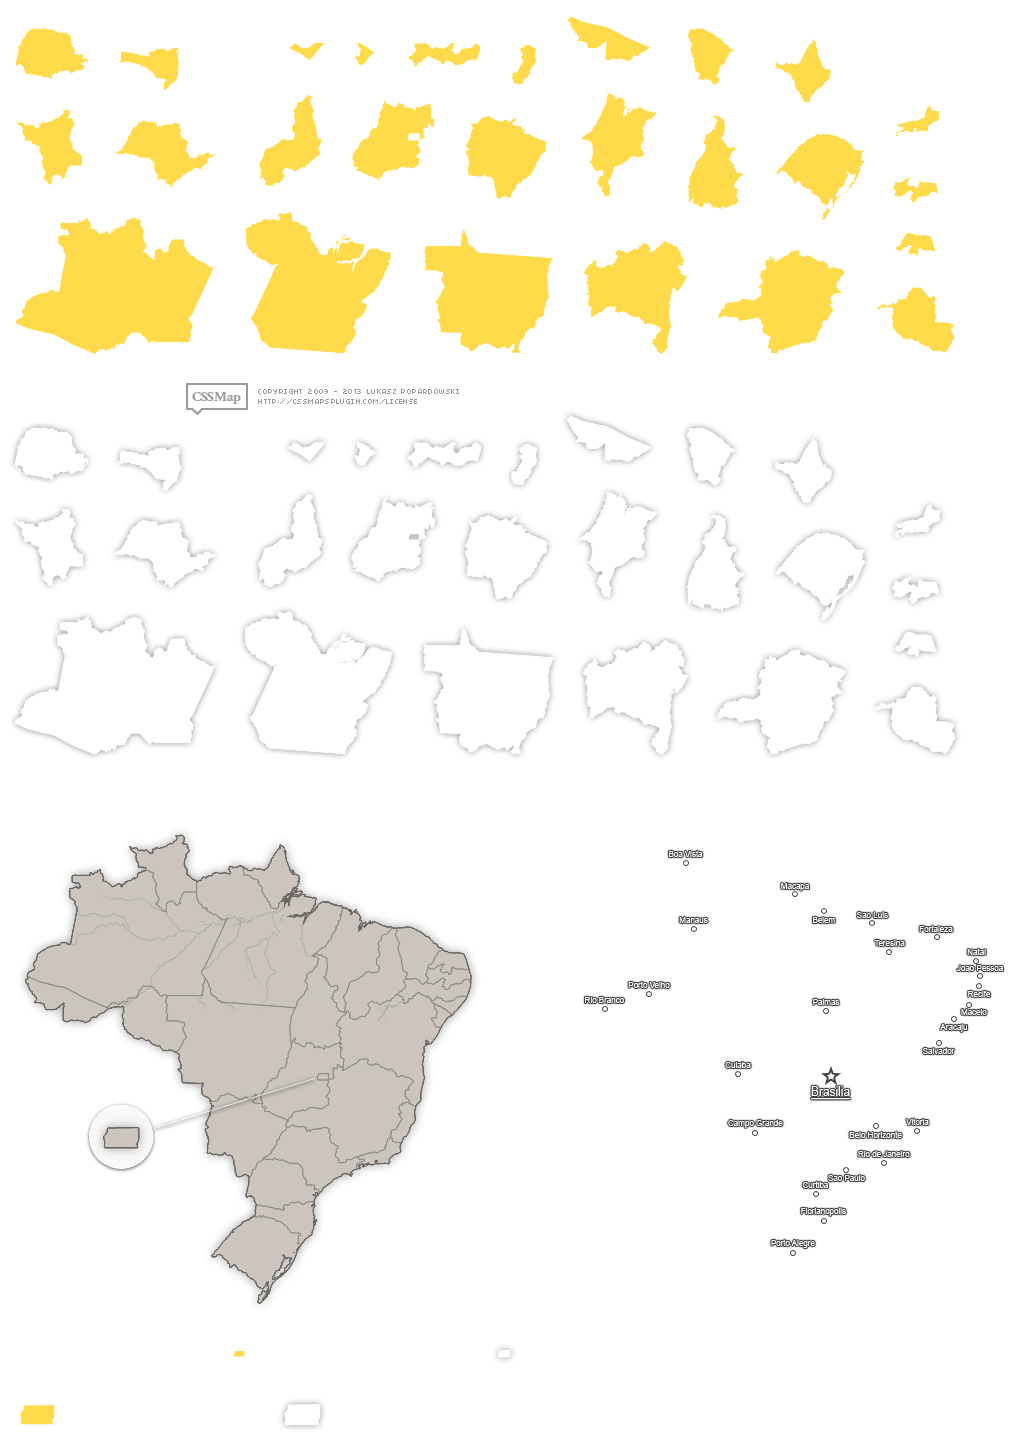 CSSMap
COPYRIGHT 2009 - 2013 LUKASZ POPARDOWSKI
HTTP://CSSMAPSPLUGIN.COM/LICENSE
Boa Vista
Macapa
Belem
Manaus
Sao Luis
Fortaleza
Teresina
Natal
Joao Pessoa
Porto Velho
Recife
Rio Branco
Palmas
Maceio
Aracaju
Salvador
Cuiaba
Brasilia
Campo Grande
Vitoria
Belo Horizonte
Rio de Janeiro
Sao Paulo
Curitiba
Florianopolis
Porto Alegre